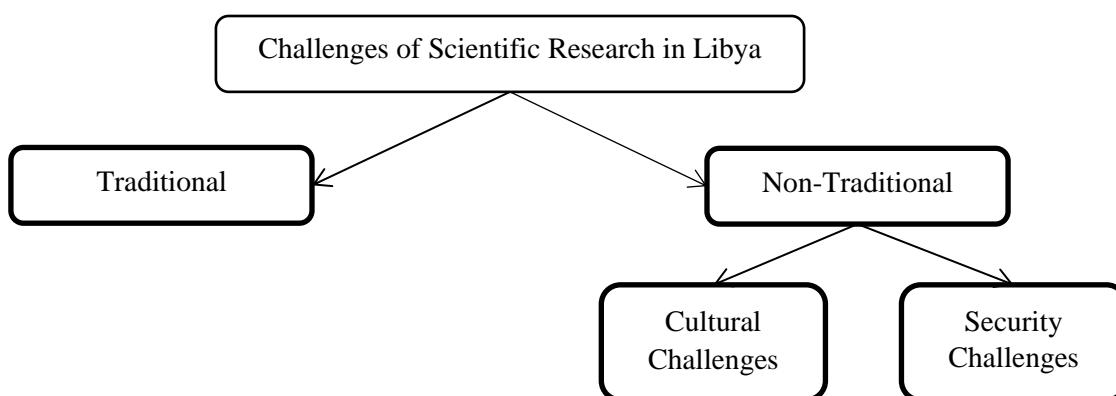 Challenges of Scientific Research in Libya
Traditional
Non-Traditional
Cultural
Challenges
Security
Challenges